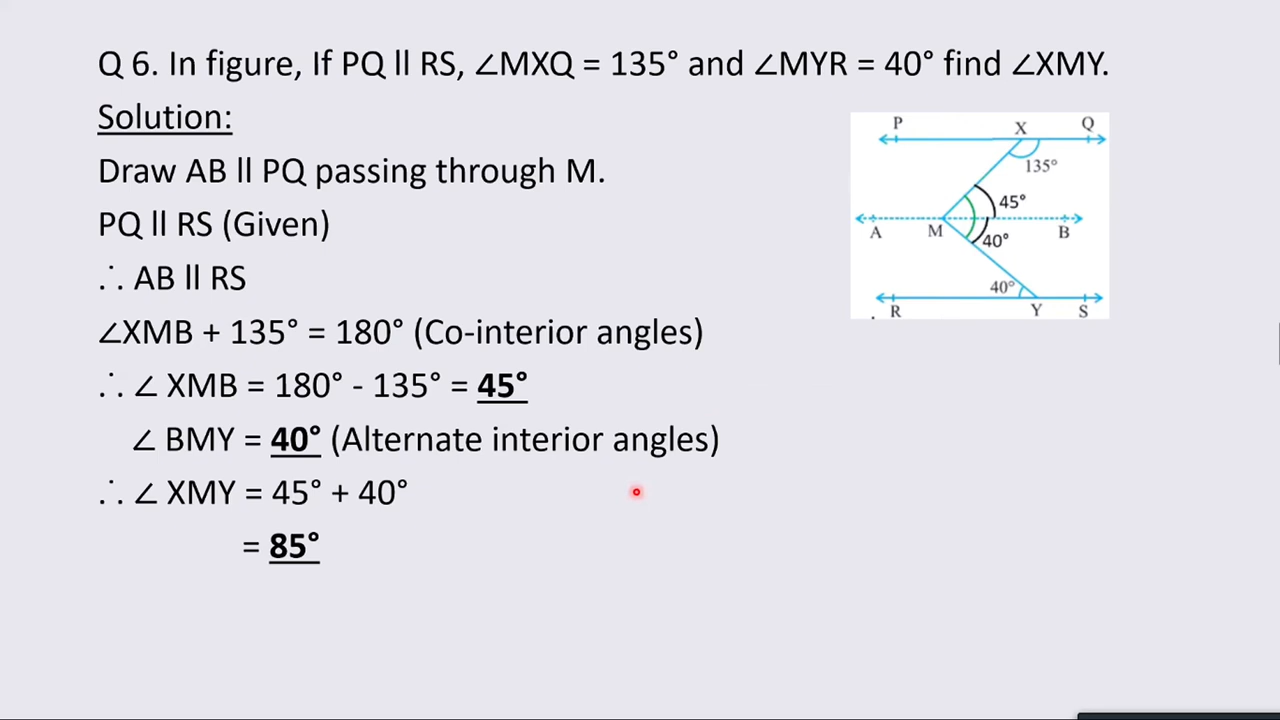 Q 6. In figure, If PQ ll RS, ∠MXQ = 135° and ∠MYR = 40° find ∠XMY.
Solution:
Draw AB ll PQ passing through M.
PQ ll RS (Given)
∴ AB ll RS
∠XMB + 135° = 180° (Co-interior angles)
∴ ∠ XMB = 180° - 135° = 45°
∠ BMY = 40° (Alternate interior angles)
∴ ∠ XMY = 45° + 40°
= 85°
P X Q
135°
45°
A M B
40°
40°
R Y S